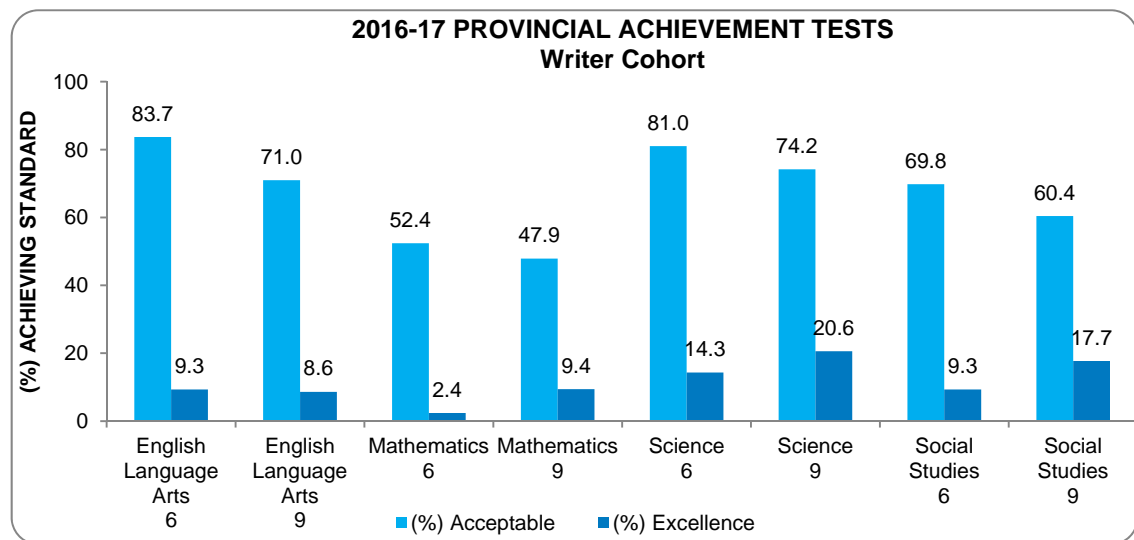 2016-17 PROVINCIAL ACHIEVEMENT TESTS
Writer Cohort
(%) ACHIEVING STANDARD
100
80
60
40
20
0
83.7
9.3
71.0
8.6
52.4
2.4
47.9
9.4
81.0
14.3
74.2
20.6
69.8
9.3
60.4
17.7
English
Language
Arts
6
English
Language
Arts
9
Mathematics
6
Mathematics
9
Science
6
Science
9
Social
Studies
6
Social
Studies
9
(%) Acceptable
(%) Excellence